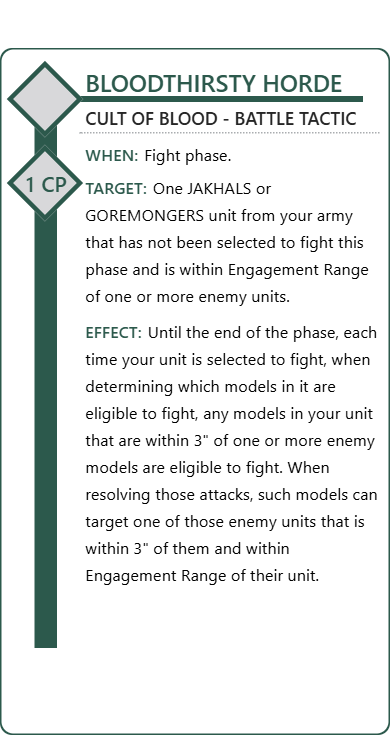 BLOODTHIRSTY HORDE
CULT OF BLOOD - BATTLE TACTIC
WHEN: Fight phase.
1 CP
TARGET: One JAKHALS or
GOREMONGERS unit from your army
that has not been selected to fight this
phase and is within Engagement Range
of one or more enemy units.
EFFECT: Until the end of the phase, each
time your unit is selected to fight, when
determining which models in it are
eligible to fight, any models in your unit
that are within 3" of one or more enemy
models are eligible to fight. When
resolving those attacks, such models can
target one of those enemy units that is
within 3" of them and within
Engagement Range of their unit.